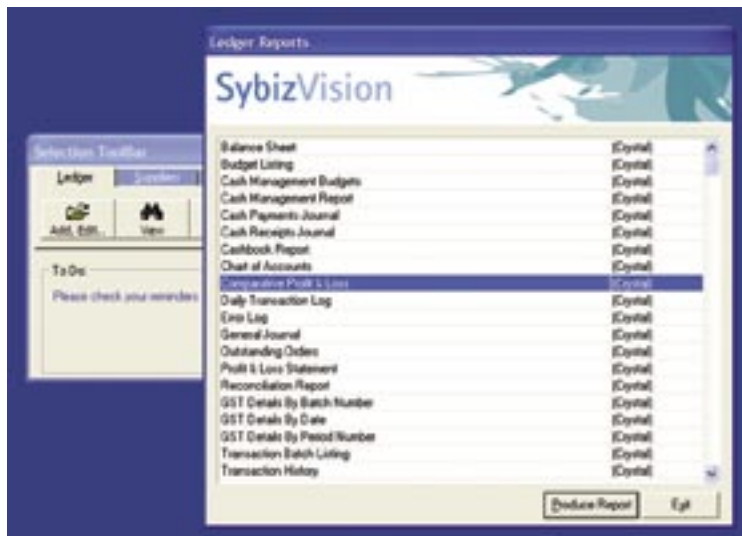 Ledger Reports
SybizVision
Selection ToolBar
Ledger Suppliers
Add, Edit.. View
To Do:
Please check your reminders
Balance Sheet (Crystal)
Budget Listing (Crystal)
Cash Management Budgets (Crystal)
Cash Management Report (Crystal)
Cash Payments Journal (Crystal)
Cash Receipts Journal (Crystal)
Cashbook Report (Crystal)
Chart of Accounts (Crystal)
Comparative Profit & Loss (Crystal)
Daily Transaction Log (Crystal)
Error Log (Crystal)
General Journal (Crystal)
Outstanding Orders (Crystal)
Profit & Loss Statement (Crystal)
Reconciliation Report (Crystal)
GST Details By Batch Number (Crystal)
GST Details By Date (Crystal)
GST Details By Period Number (Crystal)
Transaction Batch Listing (Crystal)
Transaction History (Crystal)
Produce Report Exit